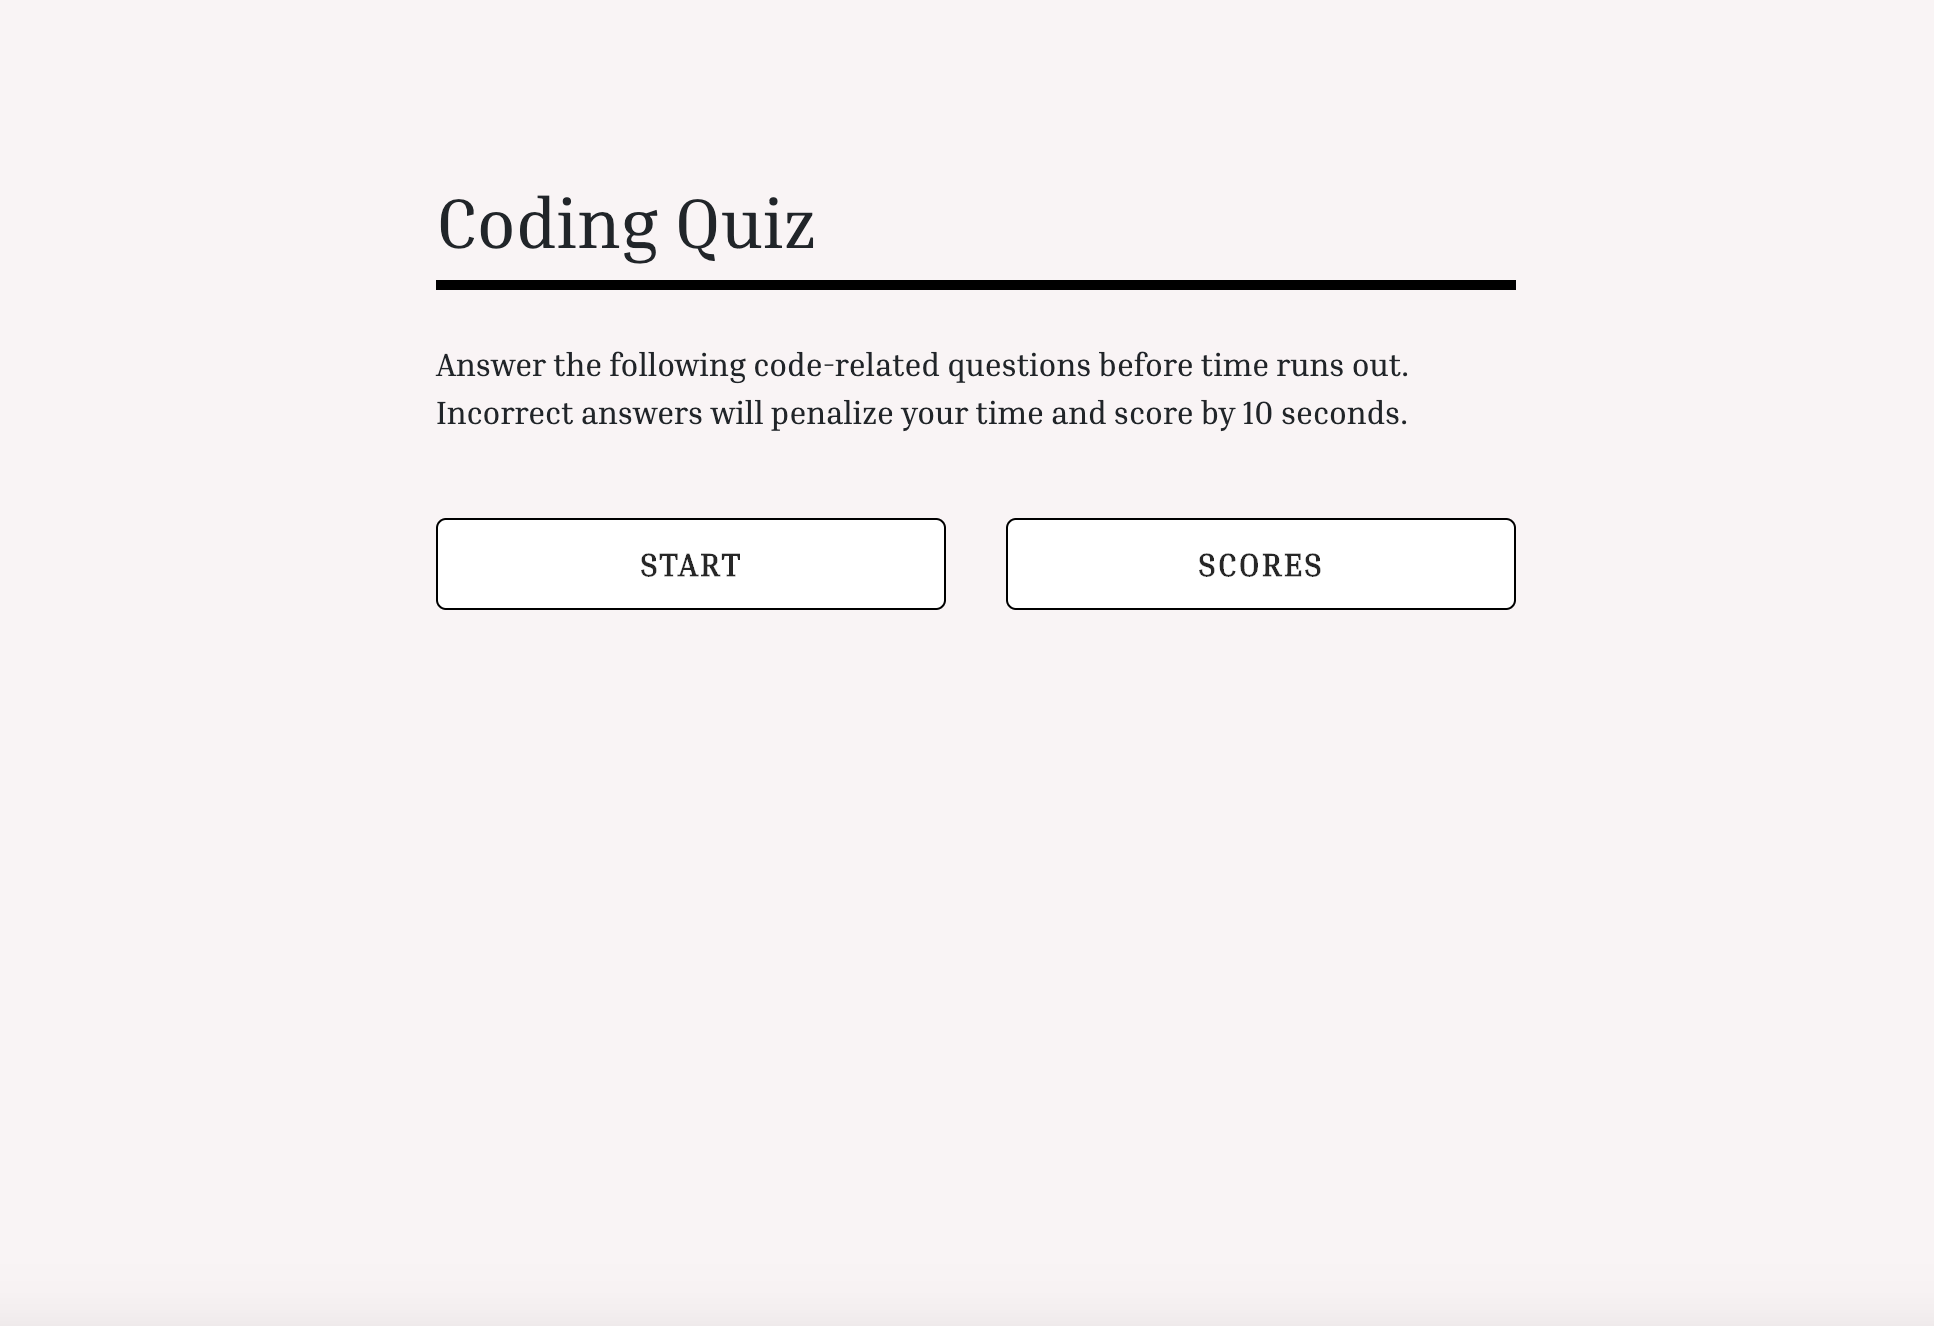 Coding Quiz
Answer the following code-related questions before time runs out.
Incorrect answers will penalize your time and score by 10 seconds.
START
SCORES